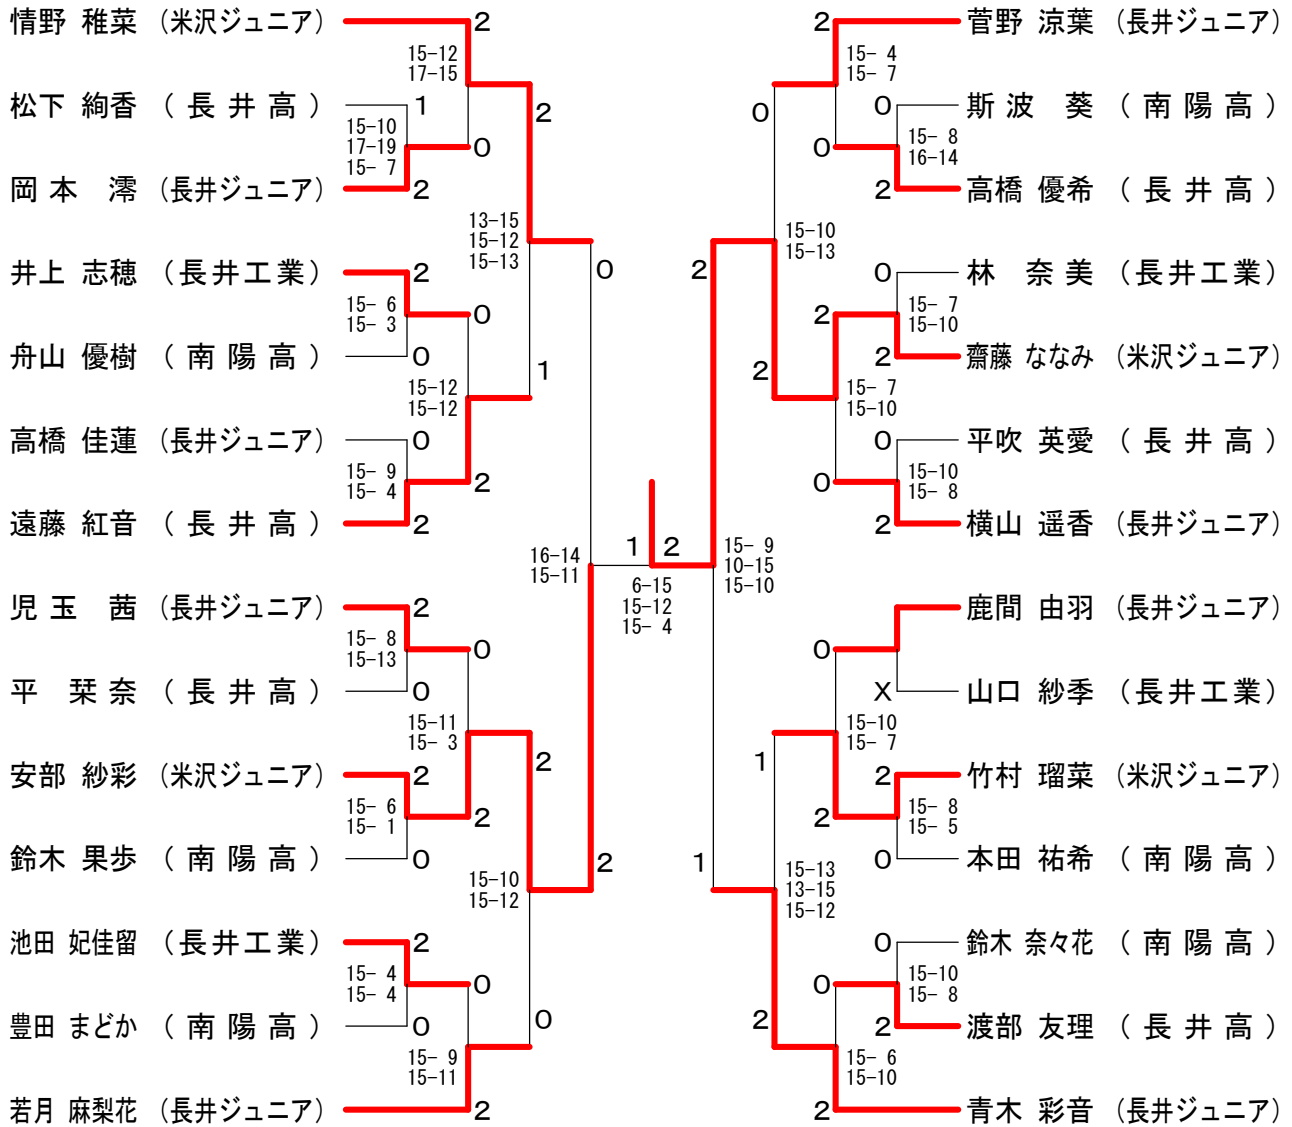 情野 稚菜 (米沢ジュニア) 2 2 菅野 涼葉 (長井ジュニア)
15-12 15- 4
17-15 15- 7
松下 絢香 (長井高) 1 2 0 0 斯波 葵 (南陽高)
15-10 15- 8
17-19 0 0 16-14
15- 7
岡本 澪 (長井ジュニア) 2 2 高橋 優希 (長井高)
13-15 15-10
15-12 15-13
15-13
井上 志穂 (長井工業) 2 0 2 0 林 奈美 (長井工業)
15- 6 0 2 15- 7
15- 3 15-10
舟山 優樹 (南陽高) 0 1 2 2 齋藤 ななみ (米沢ジュニア)
15-12 15- 7
15-12 15-10
高橋 佳蓮 (長井ジュニア) 0 0 平吹 英愛 (長井高)
15- 9 2 0 15-10
15- 4 15- 8
遠藤 紅音 (長井高) 2 2 横山 遥香 (長井ジュニア)
16-14 1 2 15- 9
15-11 10-15
6-15 15-10
15-12
15- 4
児玉 茜 (長井ジュニア) 2 鹿間 由羽 (長井ジュニア)
15- 8 0 0
15-13
平 栞奈 (長井高) 0 X 山口 紗季 (長井工業)
15-11 15-10
15- 3 15- 7
安部 紗彩 (米沢ジュニア) 2 2 1 2 竹村 瑠菜 (米沢ジュニア)
15- 6 2 2 15- 8
15- 1 15- 5
鈴木 果歩 (南陽高) 0 2 1 0 本田 祐希 (南陽高)
15-10 15-13
15-12 13-15
15-12
池田 妃佳留 (長井工業) 2 0 鈴木 奈々花 (南陽高)
15- 4 0 0 15-10
15- 4 15- 8
豊田 まどか (南陽高) 0 0 2 2 渡部 友理 (長井高)
15- 9 15- 6
15-11 15-10
若月 麻梨花 (長井ジュニア) 2 2 青木 彩音 (長井ジュニア)